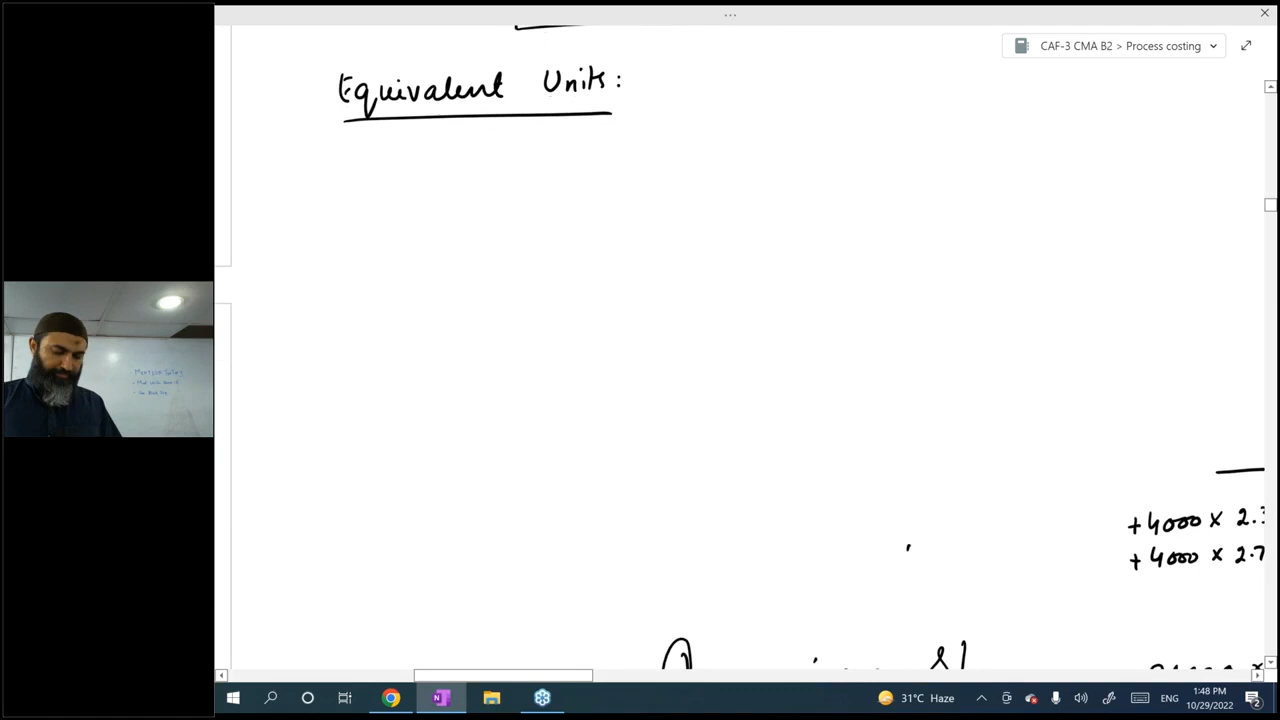 CAF-3 CMA B2 > Process costing
Equivalent Units:
+4000 x 2.
+4000 x 2.7
31°C Haze
ENG
1:48 PM
10/29/2022
2